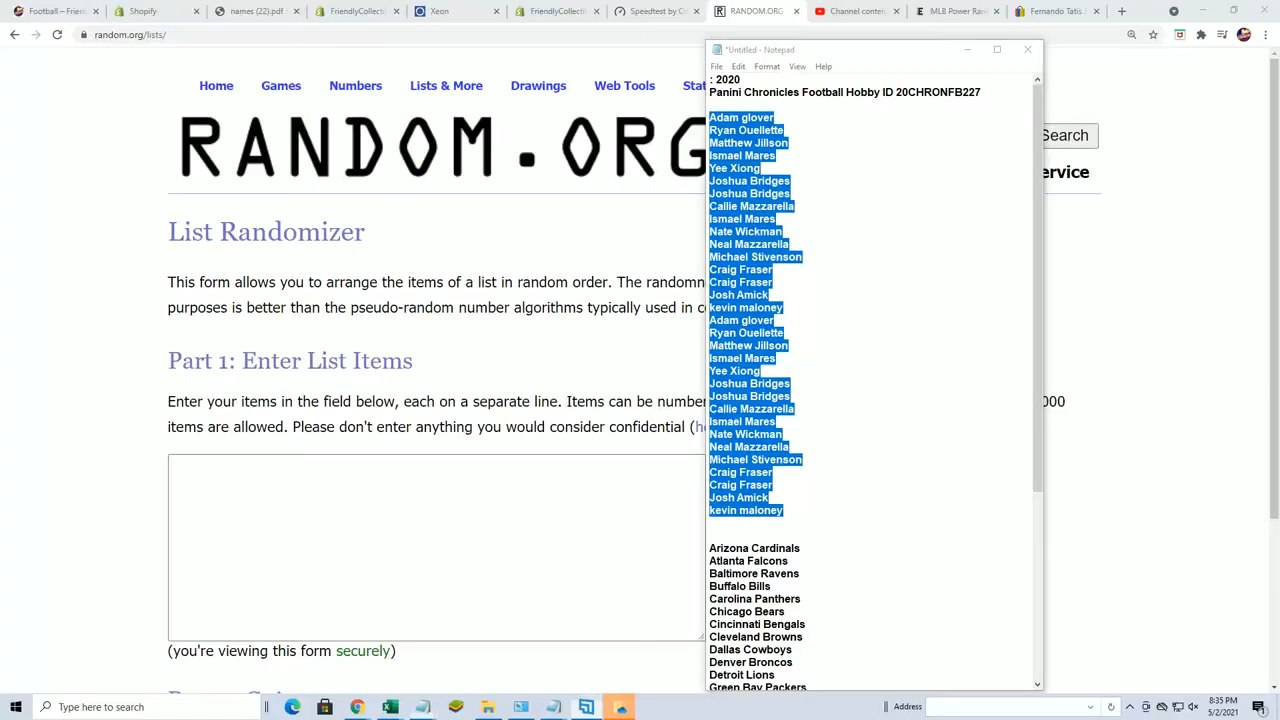 Football – Frien
Shopify
names (22).pdf
FriendlyCollecti
Xeon
FriendlyCollecti
Speedtest by O
RANDOM.ORG
Channel conten
MLB Power Ran
Fernando Tatis
random.org/lists/
Home
Games
Numbers
Lists & More
Drawings
Web Tools
Stat
RANDOM.ORG
Search
ervice
List Randomizer
This form allows you to arrange the items of a list in random order. The randomn
purposes is better than the pseudo-random number algorithms typically used in c
Part 1: Enter List Items
Enter your items in the field below, each on a separate line. Items can be number
000
items are allowed. Please don't enter anything you would consider confidential (h
(you're viewing this form securely)
*Untitled - Notepad
File Edit Format View Help
: 2020
Panini Chronicles Football Hobby ID 20CHRONFB227
Adam glover
Ryan Ouellette
Matthew Jillson
Ismael Mares
Yee Xiong
Joshua Bridges
Joshua Bridges
Callie Mazzarella
Ismael Mares
Nate Wickman
Neal Mazzarella
Michael Stivenson
Craig Fraser
Craig Fraser
Josh Amick
kevin maloney
Adam glover
Ryan Ouellette
Matthew Jillson
Ismael Mares
Yee Xiong
Joshua Bridges
Joshua Bridges
Callie Mazzarella
Ismael Mares
Nate Wickman
Neal Mazzarella
Michael Stivenson
Craig Fraser
Craig Fraser
Josh Amick
kevin maloney
Arizona Cardinals
Atlanta Falcons
Baltimore Ravens
Buffalo Bills
Carolina Panthers
Chicago Bears
Cincinnati Bengals
Cleveland Browns
Dallas Cowboys
Denver Broncos
Detroit Lions
Green Bay Packers
Type here to search
Address
8:35 PM
5/2/2021